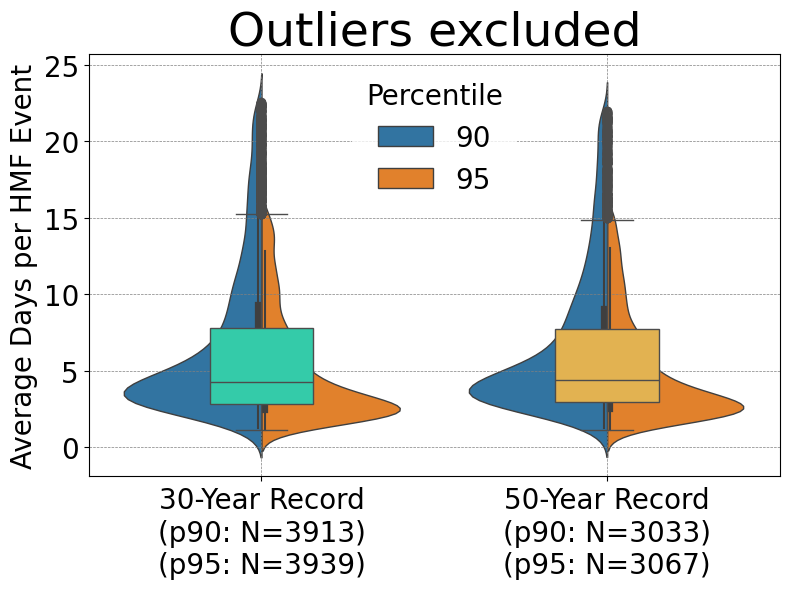 Outliers excluded
Average Days per HMF Event
25
20
15
10
5
0
Percentile
90
95
30-Year Record
(p90: N=3913)
(p95: N=3939)
50-Year Record
(p90: N=3033)
(p95: N=3067)